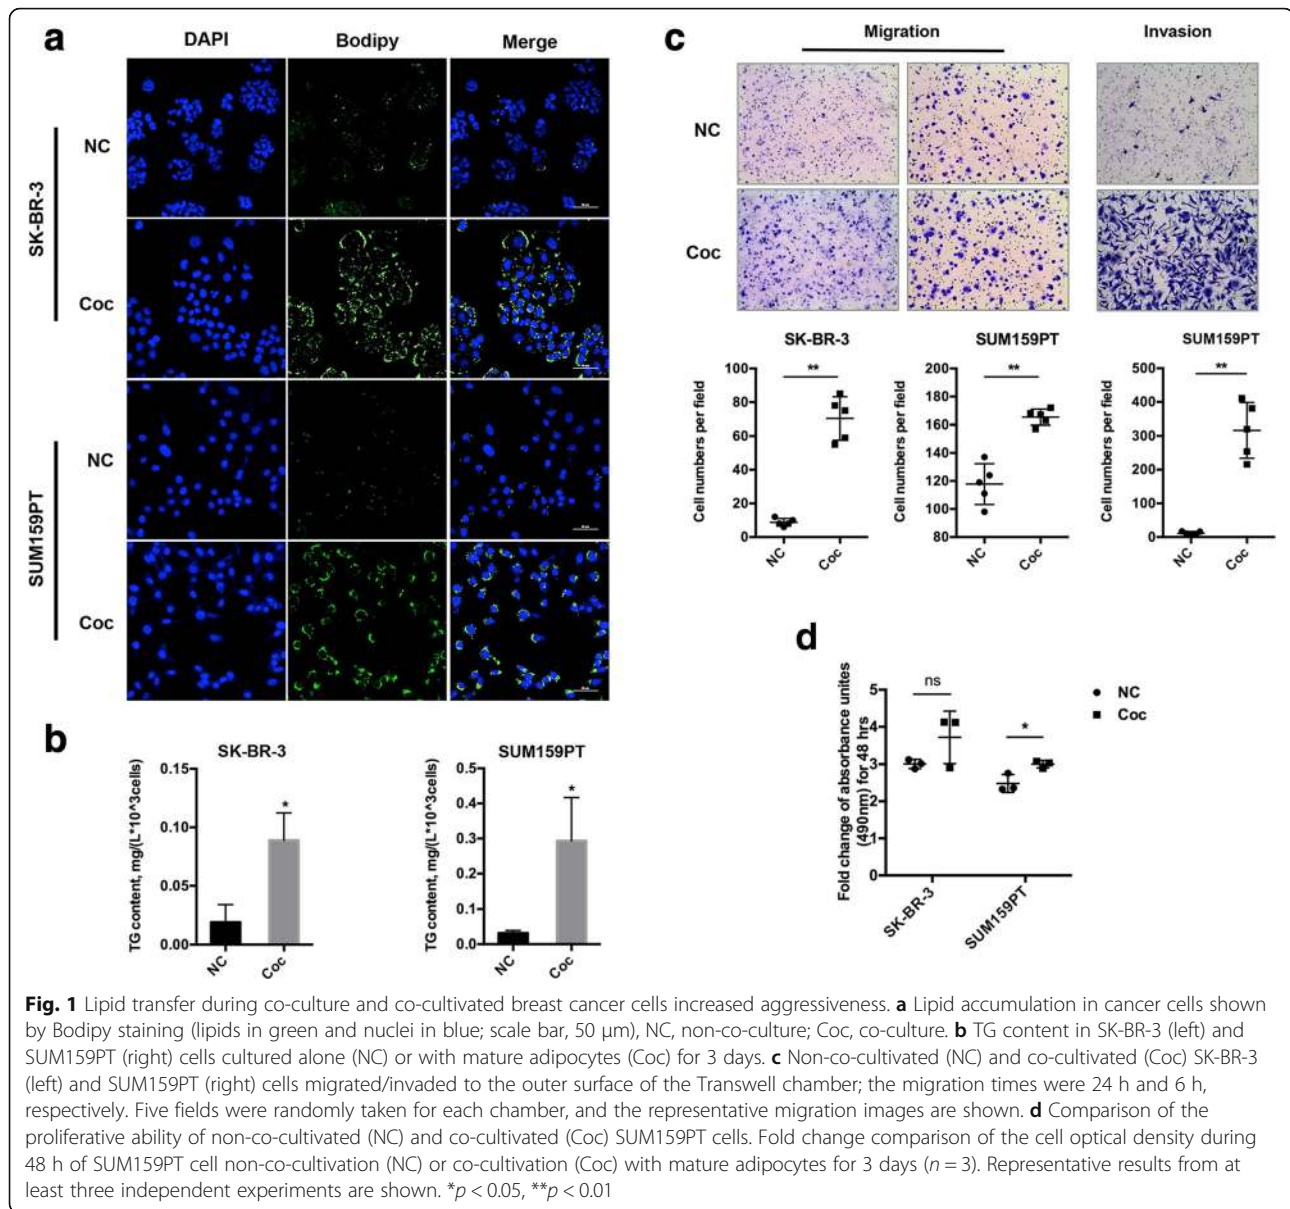 a
DAPI Bodipy Merge
SK-BR-3
NC
Coc
SUM159PT
NC
Coc
b
SK-BR-3
TG content, mg/(L*10^3cells)
0.15
0.10
0.05
0.00
*
NC Coc
SUM159PT
TG content, mg/(L*10^3cells)
0.5
0.4
0.3
0.2
0.1
0.0
*
NC Coc
c
Migration Invasion
NC
Coc
SK-BR-3
Cell numbers per field
100
80
60
40
20
0
**
NC Coc
SUM159PT
Cell numbers per field
200
180
160
140
120
100
80
**
NC Coc
SUM159PT
Cell numbers per field
500
400
300
200
100
0
**
NC Coc
d
Fold change of absorbance unites
(490nm) for 48 hrs
5
4
3
2
1
0
ns
*
NC
Coc
SK-BR-3
SUM159PT
Fig. 1 Lipid transfer during co-culture and co-cultivated breast cancer cells increased aggressiveness. a Lipid accumulation in cancer cells shown
by Bodipy staining (lipids in green and nuclei in blue; scale bar, 50 μm), NC, non-co-culture; Coc, co-culture. b TG content in SK-BR-3 (left) and
SUM159PT (right) cells cultured alone (NC) or with mature adipocytes (Coc) for 3 days. c Non-co-cultivated (NC) and co-cultivated (Coc) SK-BR-3
(left) and SUM159PT (right) cells migrated/invaded to the outer surface of the Transwell chamber; the migration times were 24 h and 6 h,
respectively. Five fields were randomly taken for each chamber, and the representative migration images are shown. d Comparison of the
proliferative ability of non-co-cultivated (NC) and co-cultivated (Coc) SUM159PT cells. Fold change comparison of the cell optical density during
48 h of SUM159PT cell non-co-cultivation (NC) or co-cultivation (Coc) with mature adipocytes for 3 days (n = 3). Representative results from at
least three independent experiments are shown. *p < 0.05, **p < 0.01